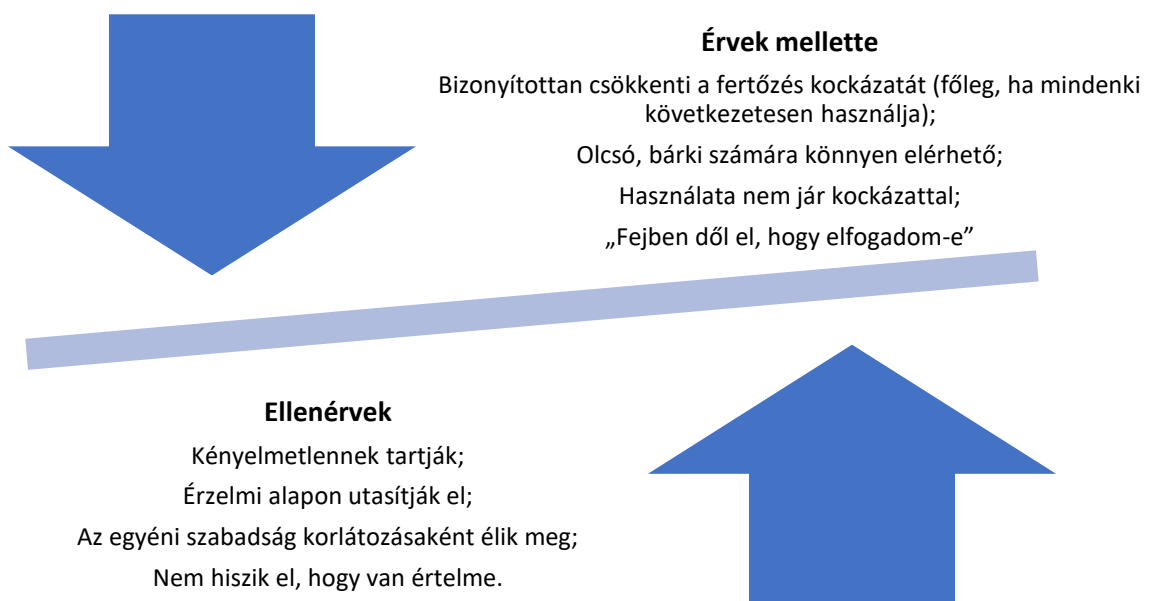 Érvek mellette
Bizonyítottan csökkenti a fertőzés kockázatát (főleg, ha mindenki
következetesen használja);
Olcsó, bárki számára könnyen elérhető;
Használata nem jár kockázattal;
„Fejben dől el, hogy elfogadom-e”
Ellenérvek
Kényelmetlennek tartják;
Érzelmi alapon utasítják el;
Az egyéni szabadság korlátozásaként élik meg;
Nem hiszik el, hogy van értelme.